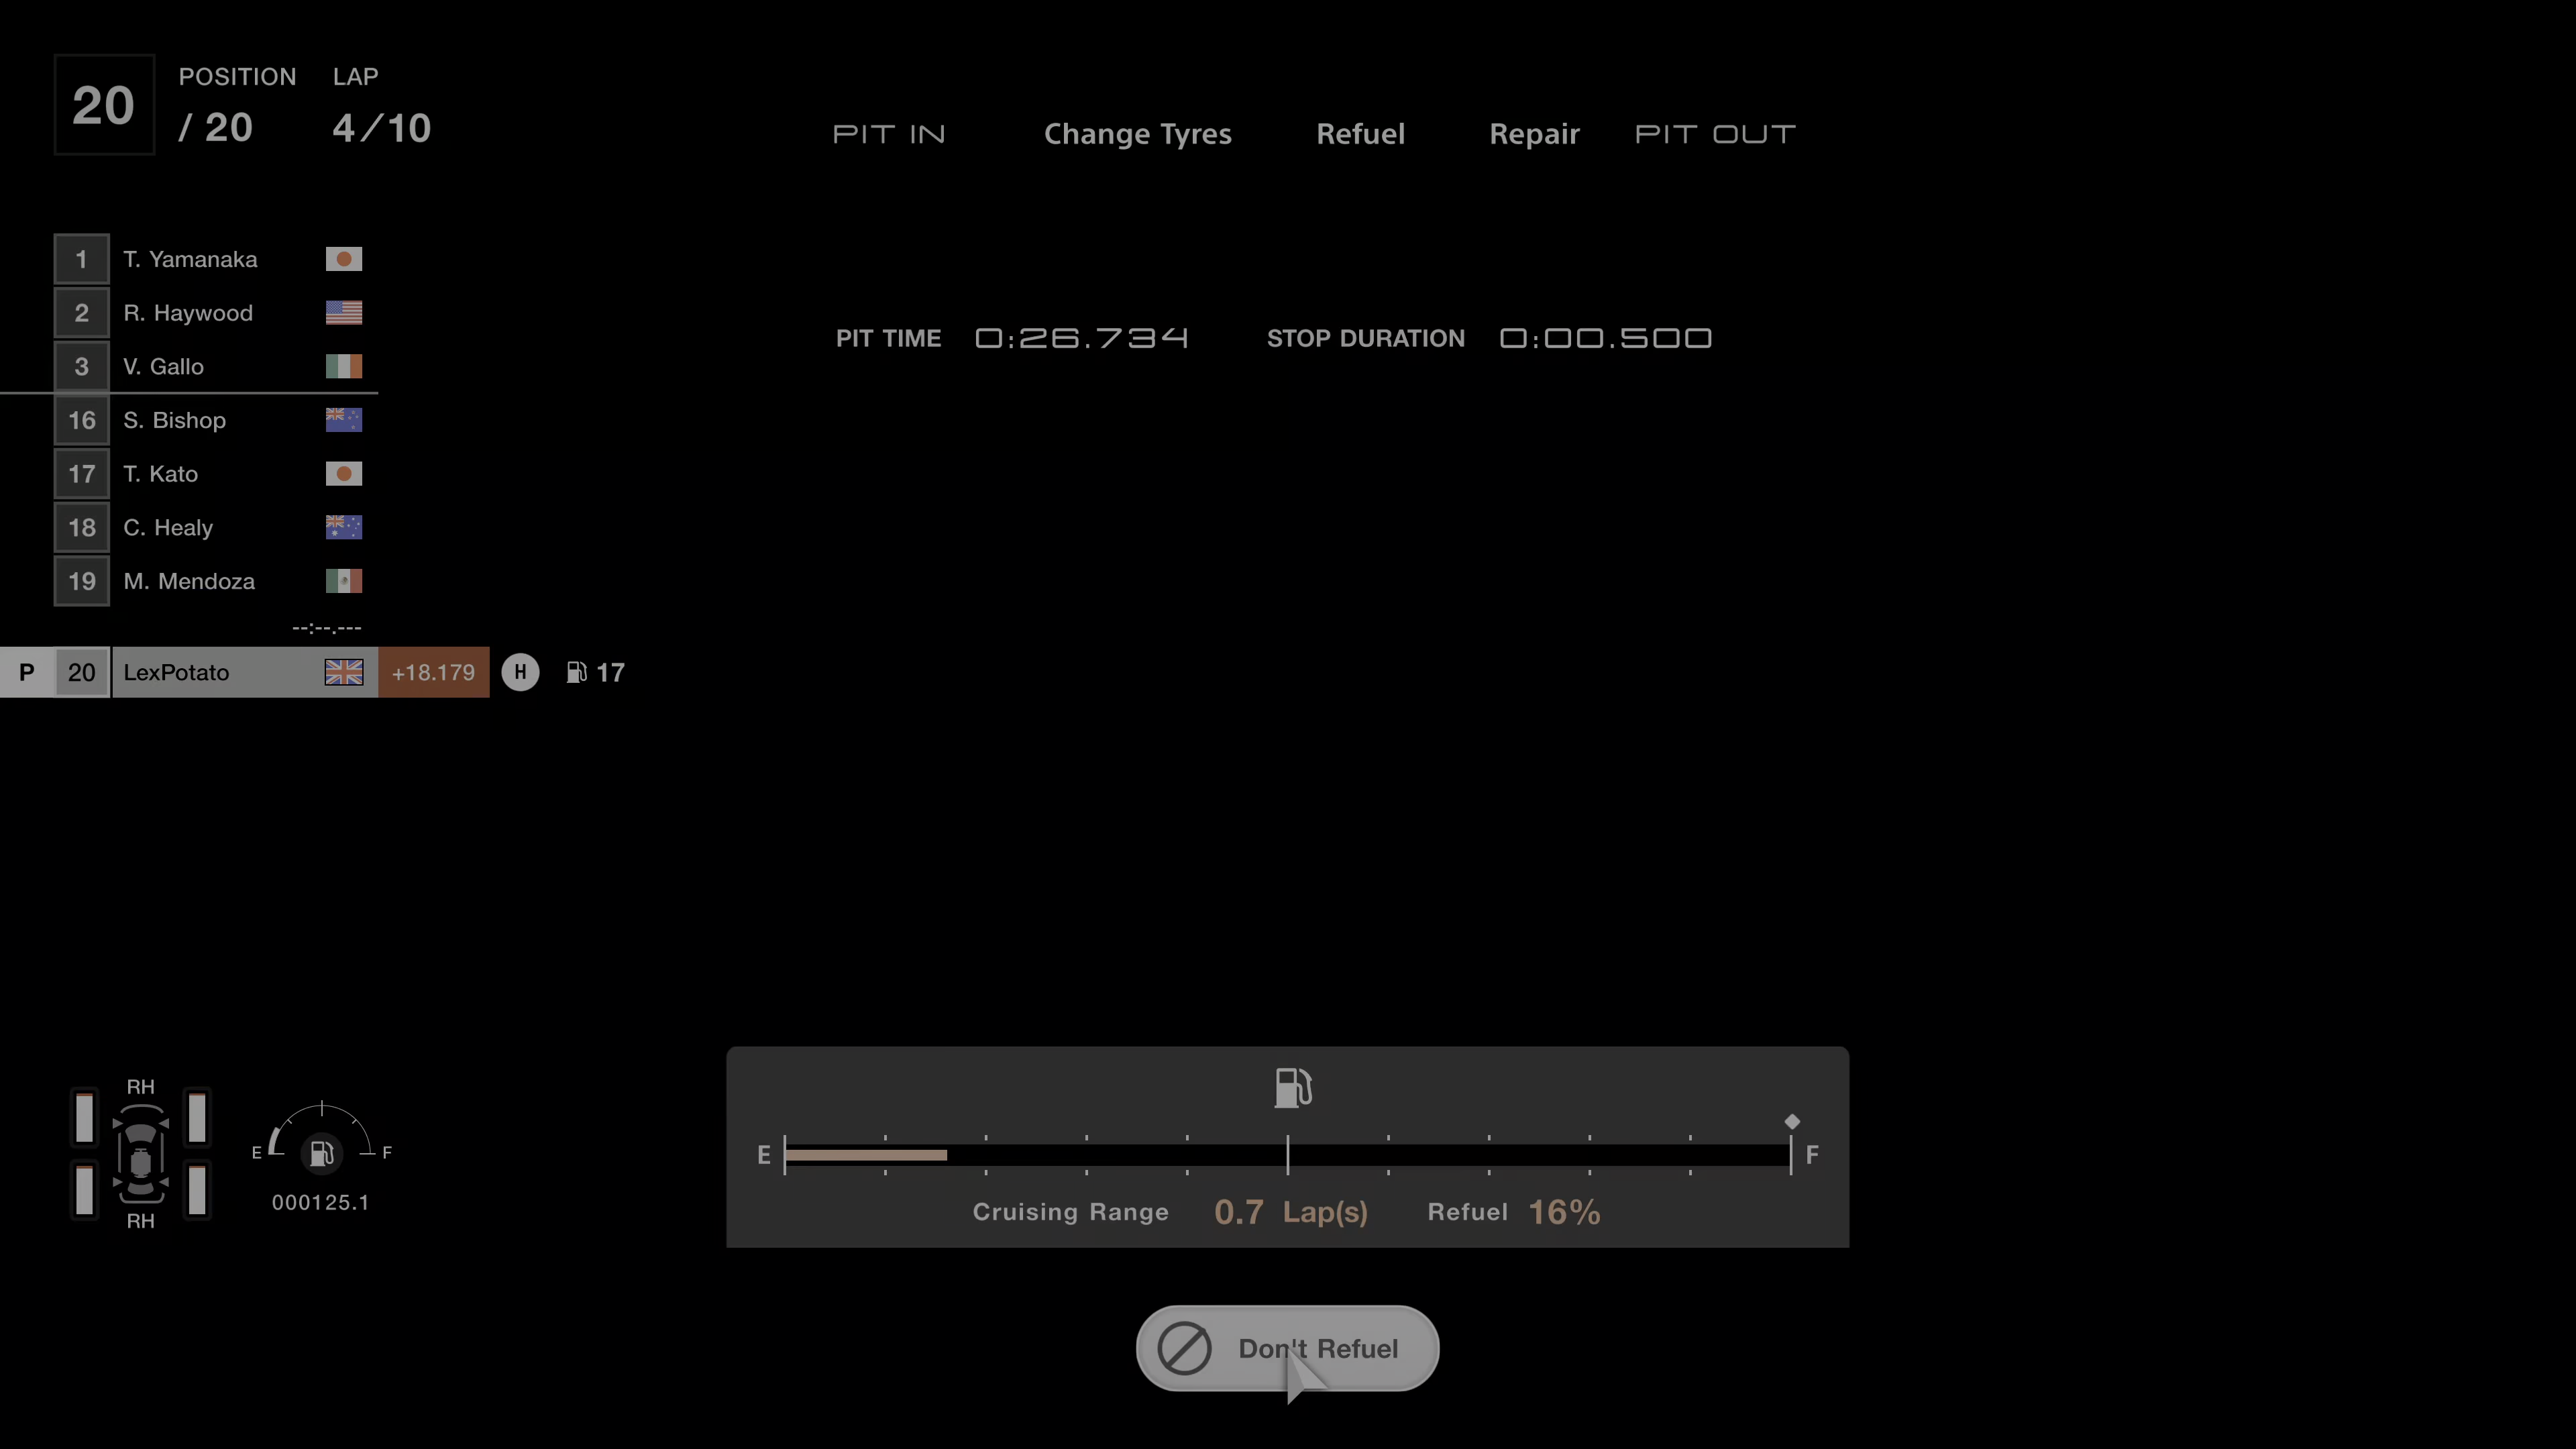 20 POSITION LAP
/ 20 4/10
PIT IN Change Tyres Refuel Repair PIT OUT
1 T. Yamanaka
2 R. Haywood
3 V. Gallo
16 S. Bishop
17 T. Kato
18 C. Healy
19 M. Mendoza
--:--.---
P 20 LexPotato +18.179 H 17
PIT TIME 0:26.734 STOP DURATION 0:00.500
RH
RH
E F
000125.1
E F
Cruising Range 0.7 Lap(s) Refuel 16%
Don't Refuel